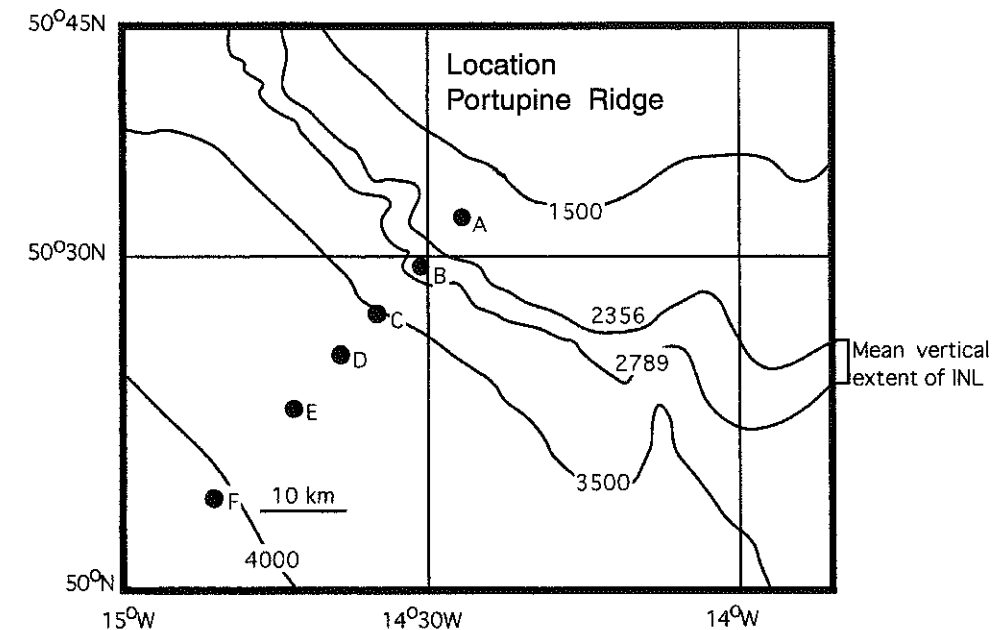 50°45N
Location
Portupine Ridge
1500
A
50°30N
B
2356
C
Mean vertical
extent of INL
2789
D
E
3500
F
10 km
4000
50°N
15°W
14°30W
14°W